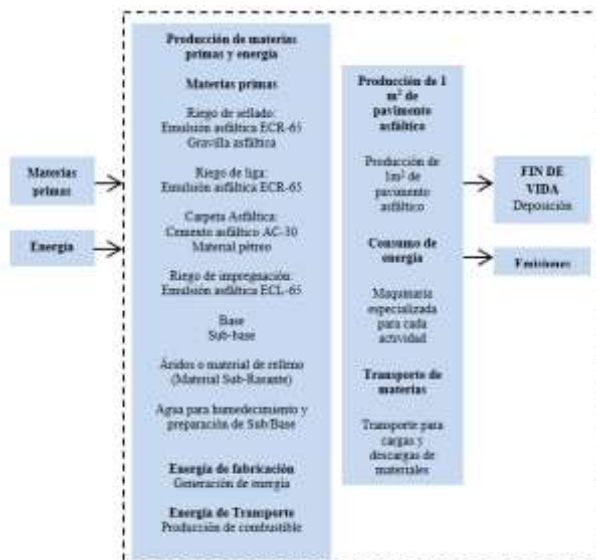 Materias
primas
Energía
Producción de materias
primas y energía
Materias primas
Riego de sellado:
Emulsión asfáltica ECR-65
Gravilla asfáltica
Riego de liga:
Emulsión asfáltica ECR-65
Carpeta Asfáltica:
Cemento asfáltico AC-30
Material pétreo
Riego de impregnación:
Emulsión asfáltica ECL-65
Base
Sub-base
Áridos o material de relleno
(Material Sub-Rasante)
Agua para humedecimiento y
preparación de Sub/Base
Energía de fabricación
Generación de energía
Energía de Transporte
Producción de combustible
Producción de 1
m² de
pavimento
asfáltico
Producción de
1m² de
pavimento
asfáltico
Consumo de
energía
Maquinaria
especializada
para cada
actividad
Transporte de
materias
Transporte para
cargas y
descargas de
materiales
FIN DE
VIDA
Deposición
Emisiones